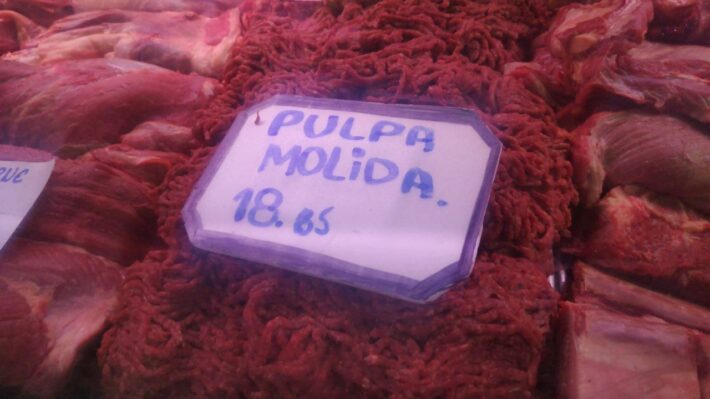 PULPA
MOLiDA.
18. BS